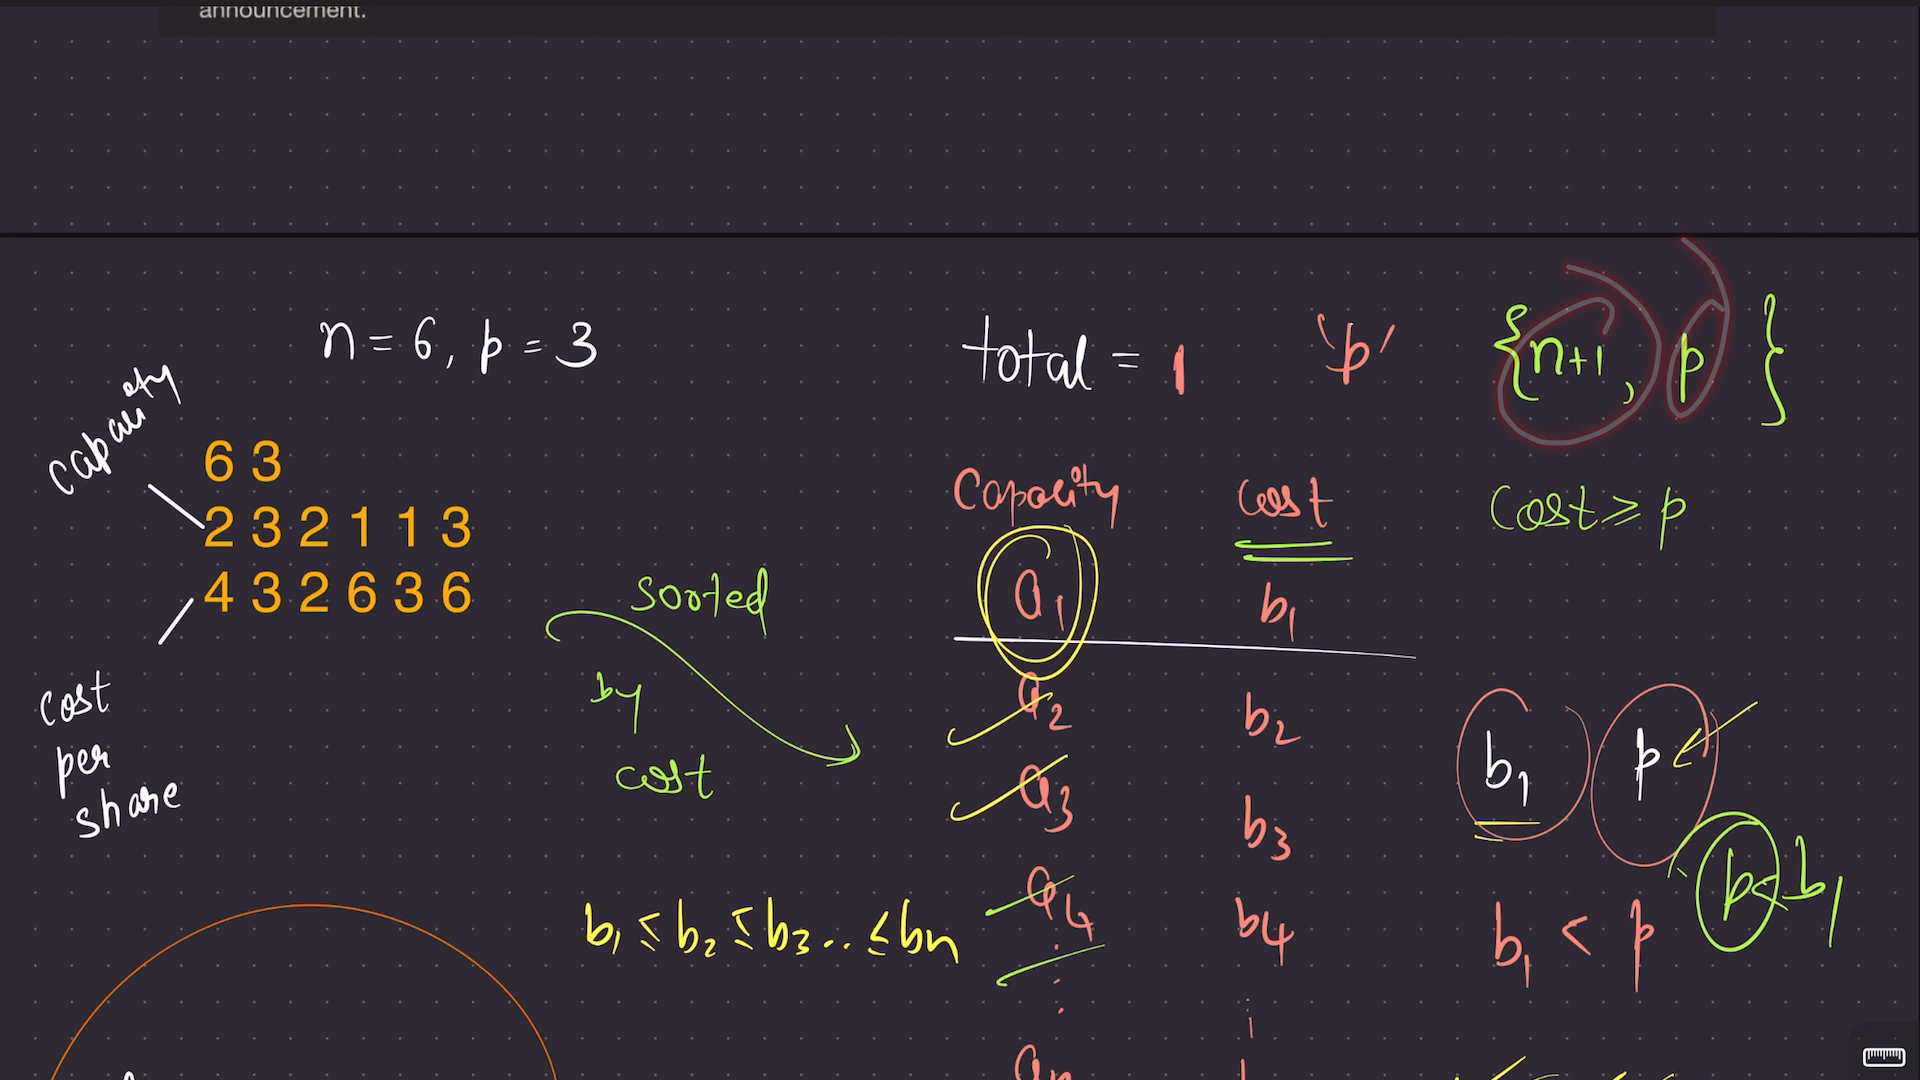 announcement.
n = 6, p = 3
total = 1
'p'
{n+1, p }
capacity
6 3
2 3 2 1 1 3
4 3 2 6 3 6
cost
per
share
sorted
by
cost
b1 ≤ b2 ≤ b3 .. ≤ bn
Capacity cost
a1 b1
a2 b2
a3 b3
a4 b4
an
Cost ≥ p
b1 p
p < b1
b1 < p